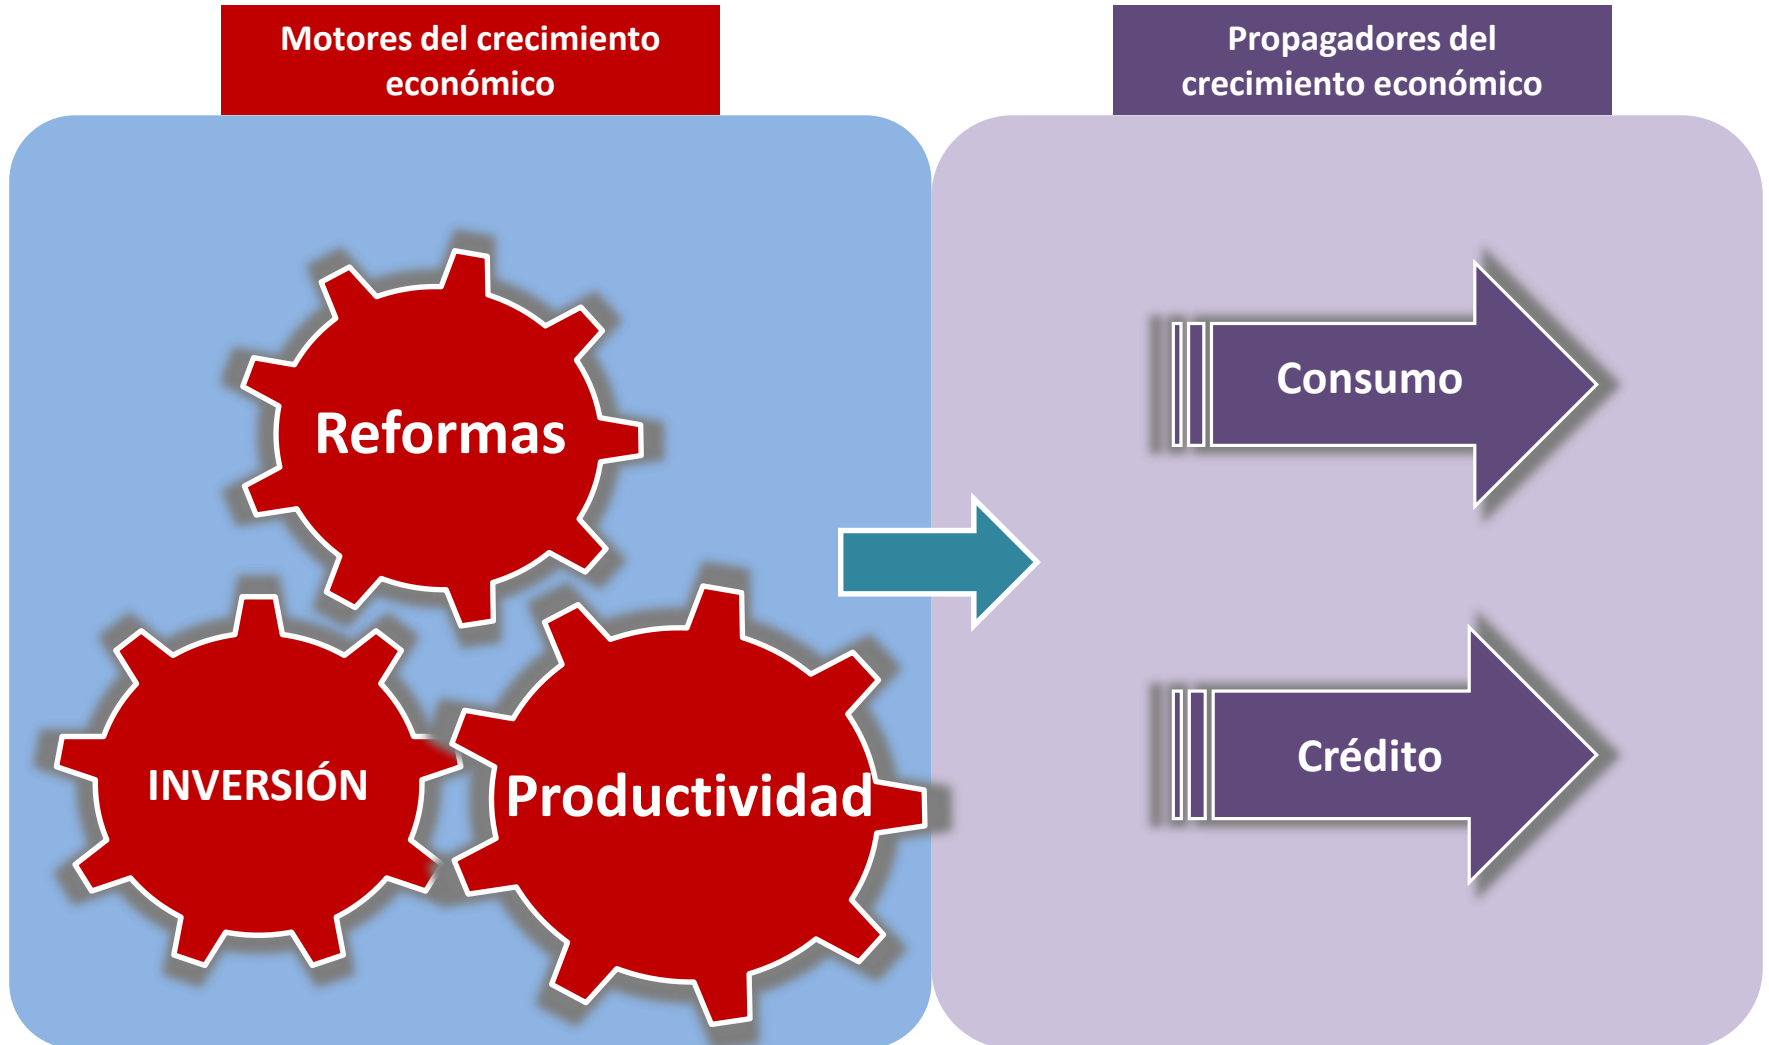 Motores del crecimiento
económico
Propagadores del
crecimiento económico
Reformas
INVERSIÓN
Productividad
Consumo
Crédito